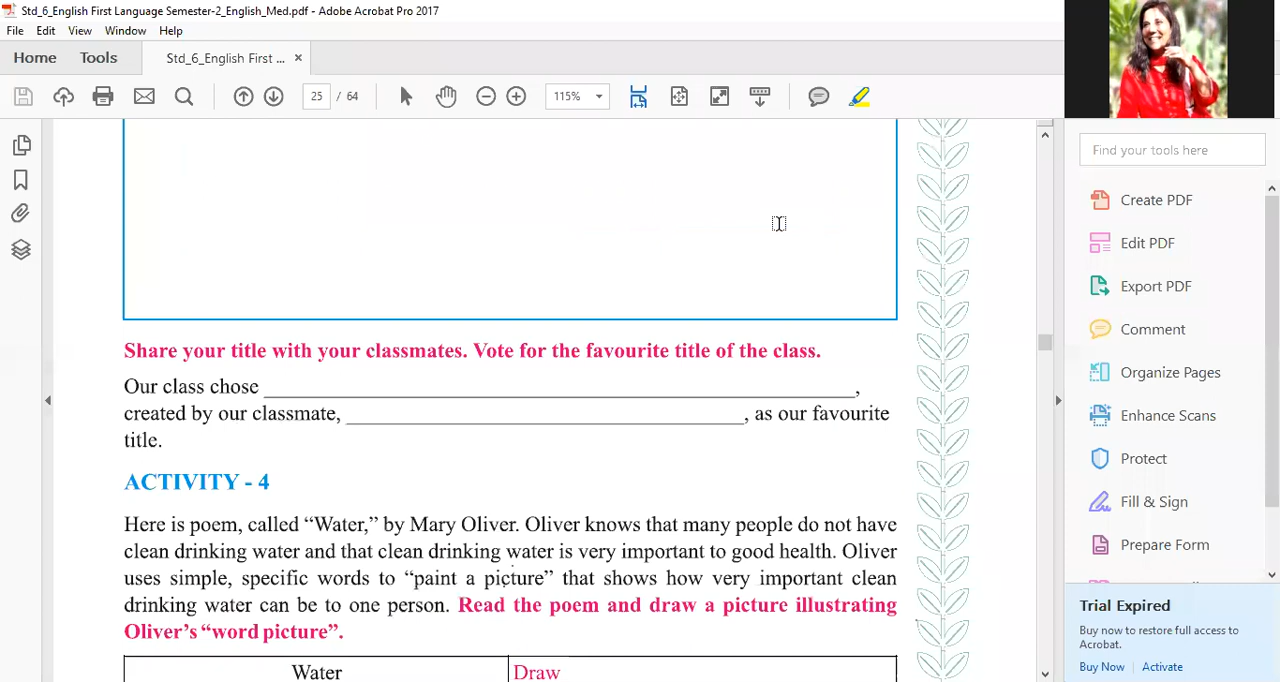 Std_6_English First Language Semester-2_English_Med.pdf - Adobe Acrobat Pro 2017
File Edit View Window Help
Home Tools Std_6_English First ... ×
25 / 64 115%
Find your tools here
Create PDF
Edit PDF
Export PDF
Comment
Organize Pages
Enhance Scans
Protect
Fill & Sign
Prepare Form
Trial Expired
Buy now to restore full access to
Acrobat.
Buy Now Activate
Share your title with your classmates. Vote for the favourite title of the class.
Our class chose ____________________,
created by our classmate, ____________________, as our favourite
title.
ACTIVITY - 4
Here is poem, called “Water,” by Mary Oliver. Oliver knows that many people do not have
clean drinking water and that clean drinking water is very important to good health. Oliver
uses simple, specific words to “paint a picture” that shows how very important clean
drinking water can be to one person. Read the poem and draw a picture illustrating
Oliver’s “word picture”.
Water Draw